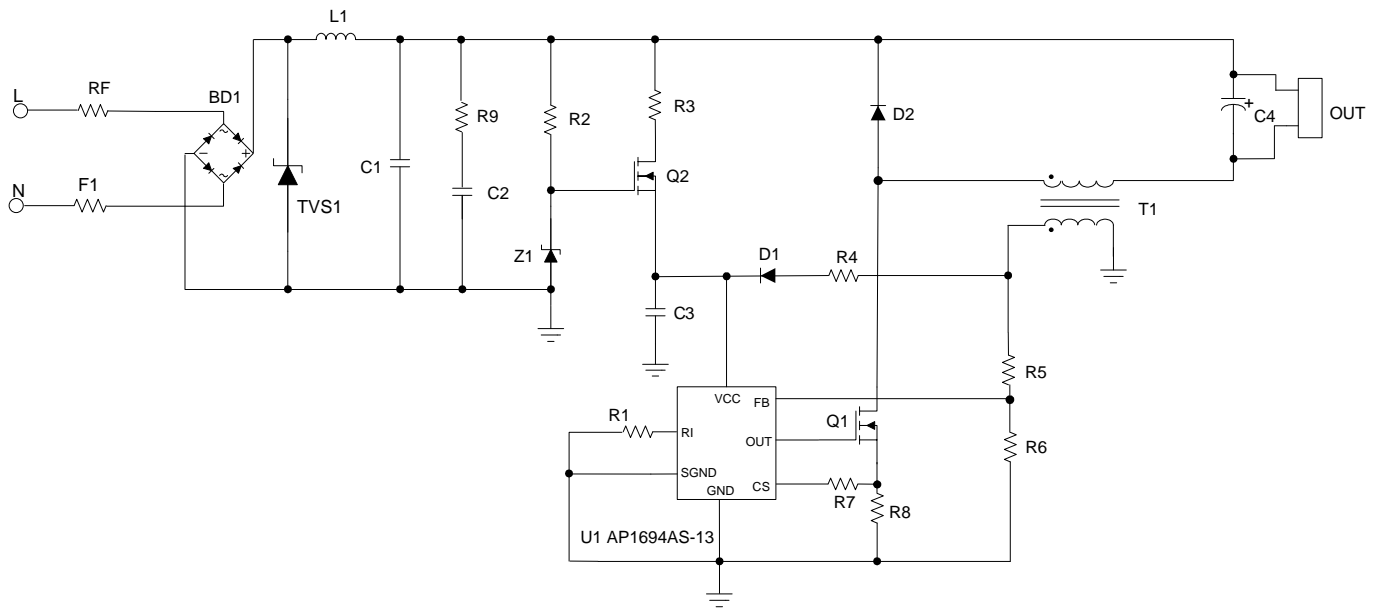 L1
L
RF
BD1
~
- +
~
N
F1
TVS1
C1
R9
C2
R2
Z1
R3
Q2
D2
+
C4
OUT
T1
D1
R4
C3
R5
R6
VCC
FB
R1
RI
OUT
Q1
SGND
GND
CS
R7
R8
U1 AP1694AS-13